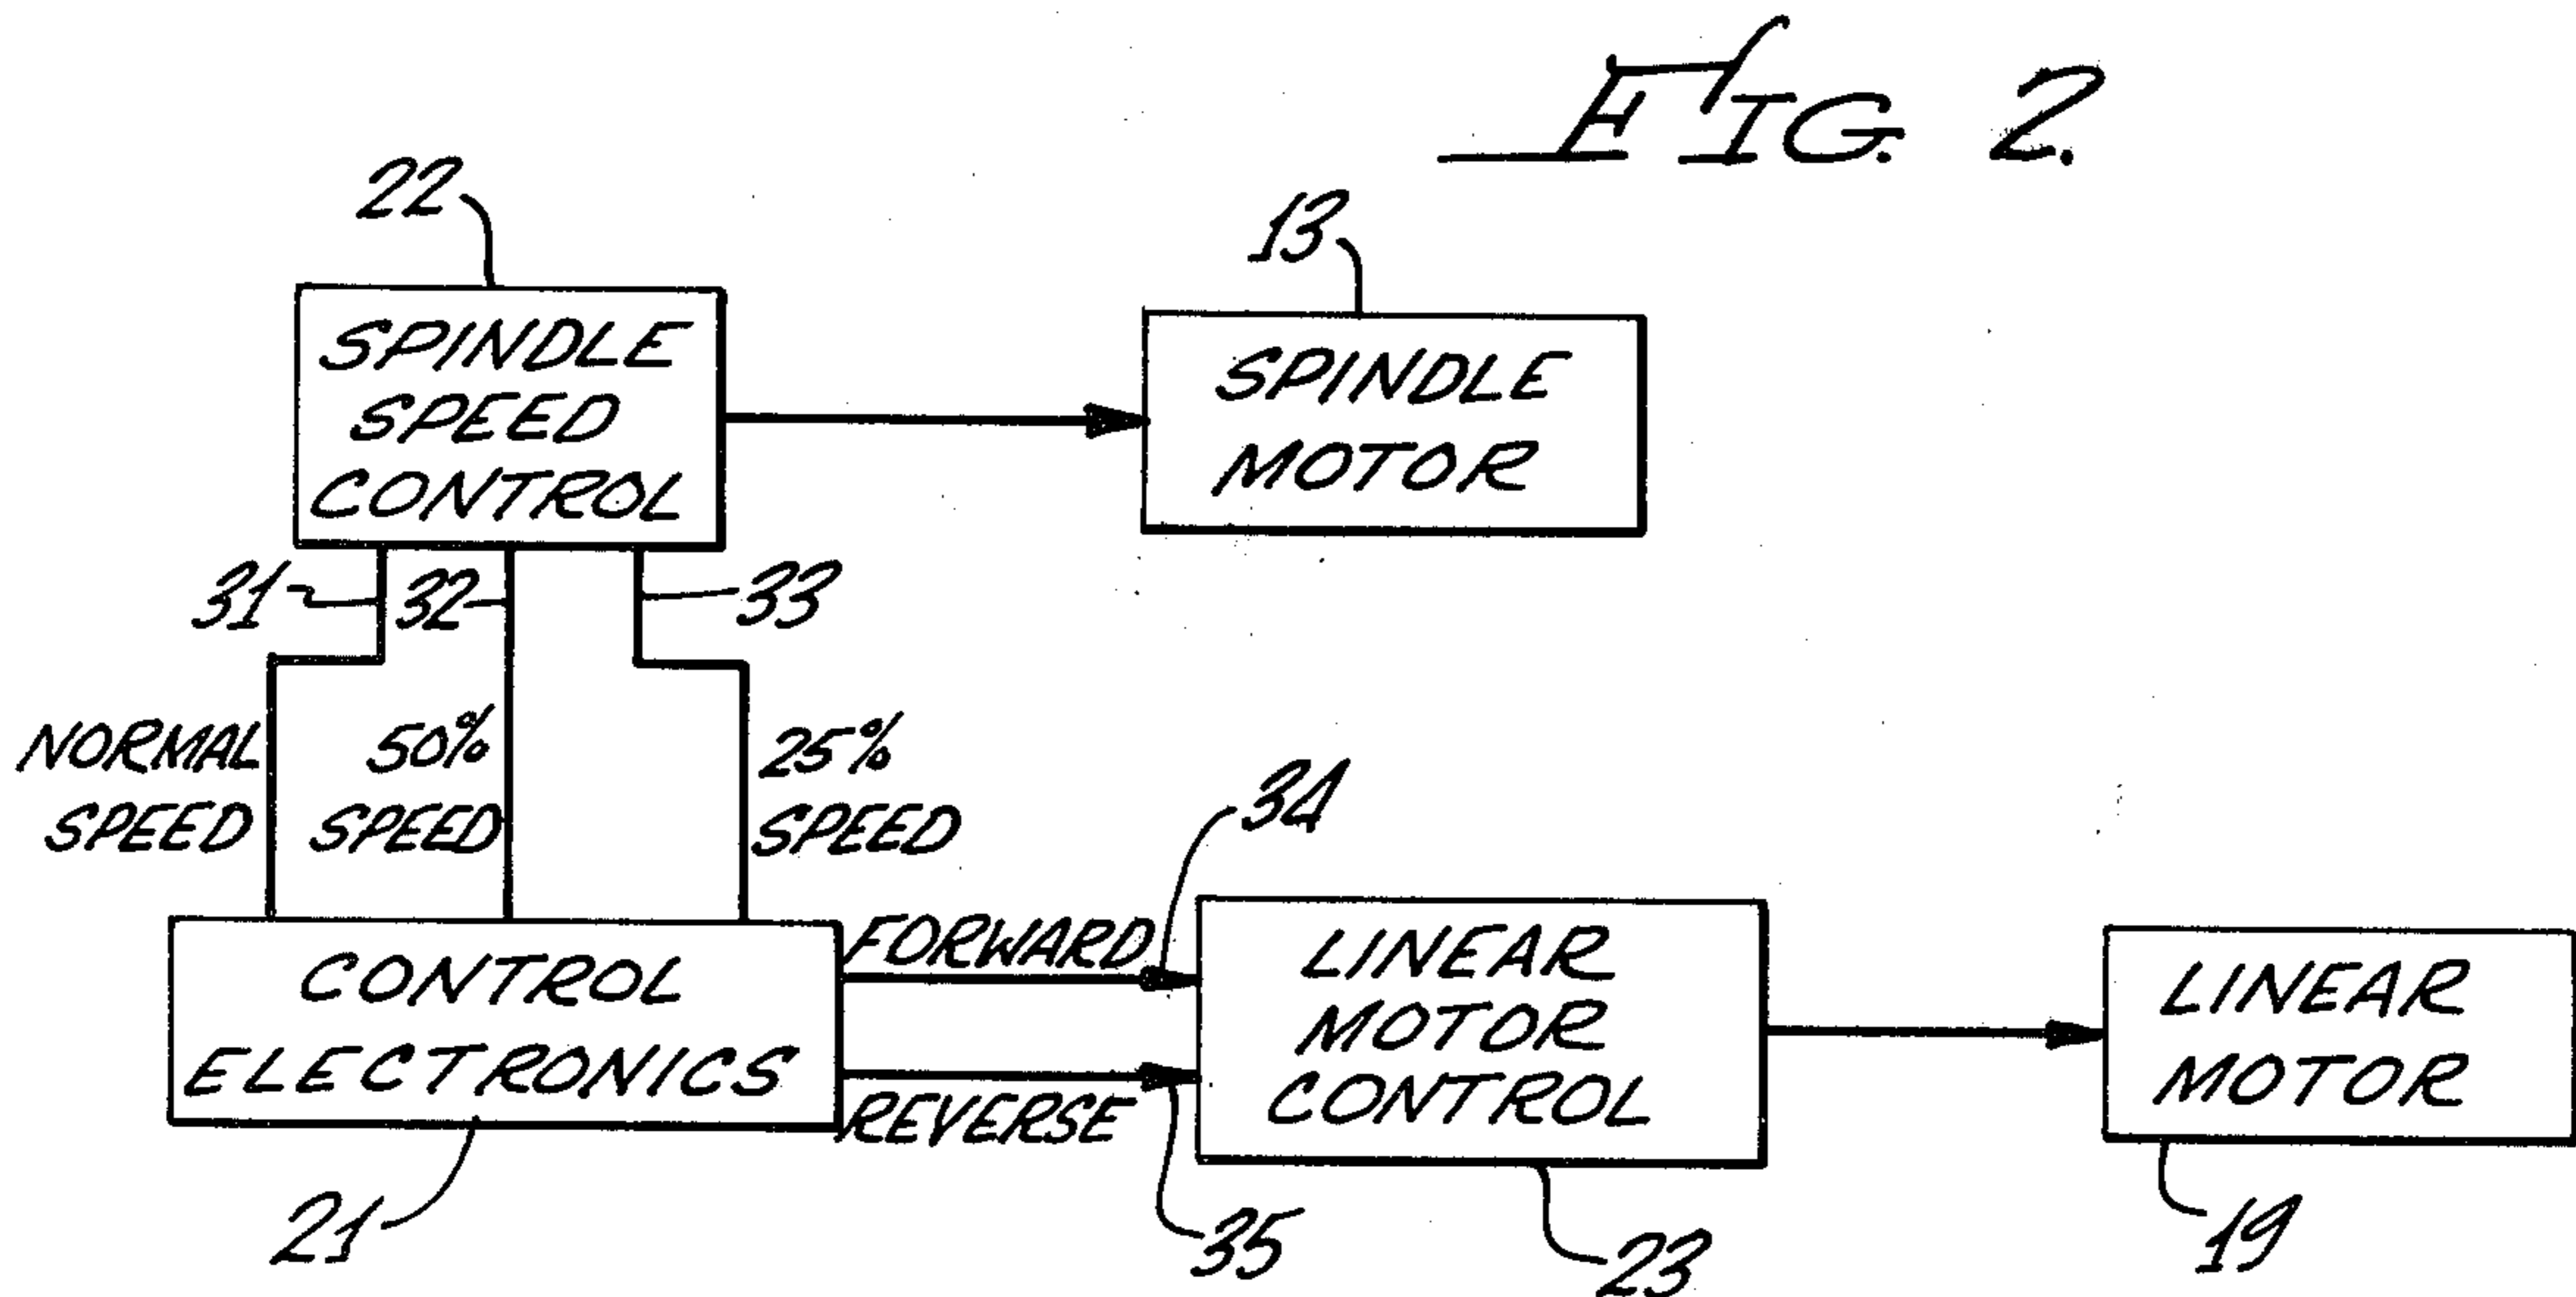 FIG. 2.
22
13
SPINDLE
SPEED
CONTROL
SPINDLE
MOTOR
31
32
33
NORMAL
SPEED
50%
SPEED
25%
SPEED
34
FORWARD
REVERSE
CONTROL
ELECTRONICS
LINEAR
MOTOR
CONTROL
LINEAR
MOTOR
21
35
23
19